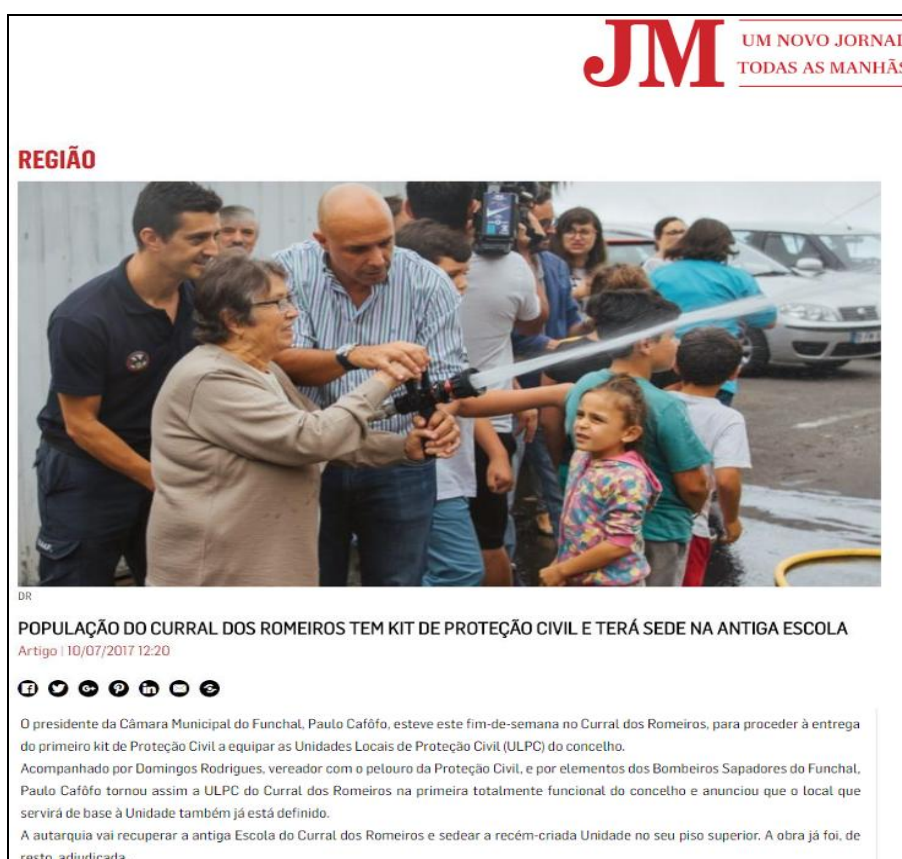 JM
UM NOVO JORNAL
TODAS AS MANHÃS
REGIÃO
DR
POPULAÇÃO DO CURRAL DOS ROMEIROS TEM KIT DE PROTEÇÃO CIVIL E TERÁ SEDE NA ANTIGA ESCOLA
Artigo | 10/07/2017 12:20
O presidente da Câmara Municipal do Funchal, Paulo Cafôfo, esteve este fim-de-semana no Curral dos Romeiros, para proceder à entrega
do primeiro kit de Proteção Civil a equipar as Unidades Locais de Proteção Civil (ULPC) do concelho.
Acompanhado por Domingos Rodrigues, vereador com o pelouro da Proteção Civil, e por elementos dos Bombeiros Sapadores do Funchal,
Paulo Cafôfo tornou assim a ULPC do Curral dos Romeiros na primeira totalmente funcional do concelho e anunciou que o local que
servirá de base à Unidade também já está definido.
A autarquia vai recuperar a antiga Escola do Curral dos Romeiros e sedear a recém-criada Unidade no seu piso superior. A obra já foi, de
resto, adjudicada.